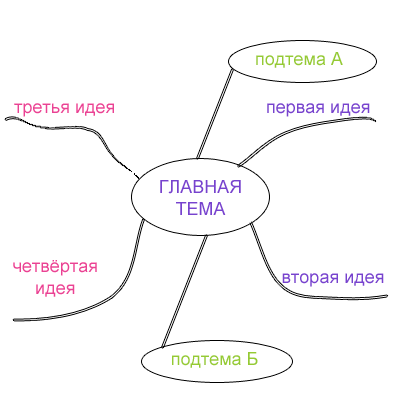 подтема А
третья идея
первая идея
ГЛАВНАЯ
ТЕМА
четвёртая
идея
вторая идея
подтема Б